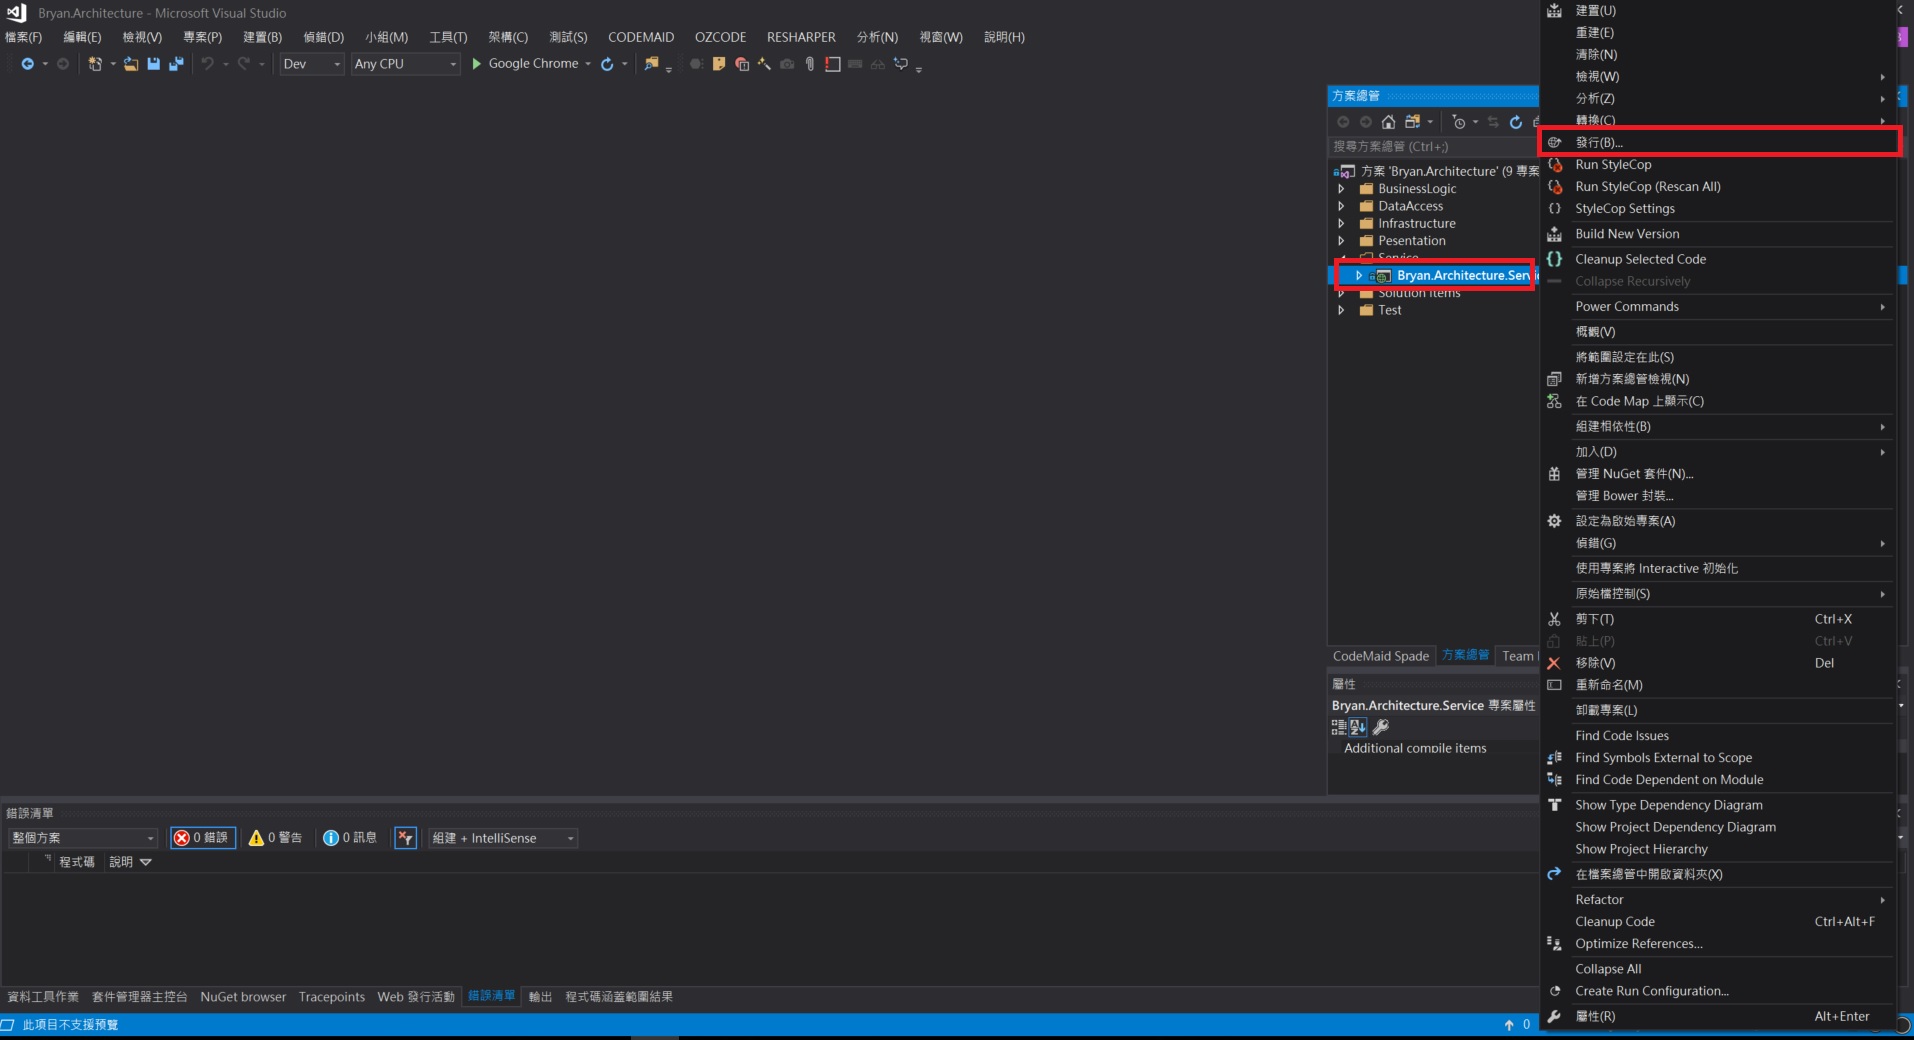 Bryan.Architecture - Microsoft Visual Studio
檔案(F) 編輯(E) 檢視(V) 專案(P) 建置(B) 偵錯(D) 小組(M) 工具(T) 架構(C) 測試(S) CODEMAID OZCODE RESHARPER 分析(N) 視窗(W) 說明(H)
Dev Any CPU Google Chrome
方案總管
搜尋方案總管 (Ctrl+;)
方案 'Bryan.Architecture' (9 專案
BusinessLogic
DataAccess
Infrastructure
Pesentation
Service
Bryan.Architecture.Servic
Solution Items
Test
CodeMaid Spade 方案總管 Team
屬性
Bryan.Architecture.Service 專案屬性
Additional compile items
建置(U)
重建(E)
清除(N)
檢視(W)
分析(Z)
轉換(C)
發行(B)...
Run StyleCop
Run StyleCop (Rescan All)
StyleCop Settings
Build New Version
Cleanup Selected Code
Collapse Recursively
Power Commands
概觀(V)
將範圍設定在此(S)
新增方案總管檢視(N)
在 Code Map 上顯示(C)
組建相依性(B)
加入(D)
管理 NuGet 套件(N)...
管理 Bower 封裝...
設定為啟始專案(A)
偵錯(G)
使用專案將 Interactive 初始化
原始檔控制(S)
剪下(T) Ctrl+X
貼上(P) Ctrl+V
移除(V) Del
重新命名(M)
卸載專案(L)
Find Code Issues
Find Symbols External to Scope
Find Code Dependent on Module
Show Type Dependency Diagram
Show Project Dependency Diagram
Show Project Hierarchy
在檔案總管中開啟資料夾(X)
Refactor
Cleanup Code Ctrl+Alt+F
Optimize References...
Collapse All
Create Run Configuration...
屬性(R) Alt+Enter
錯誤清單
整個方案 0 錯誤 0 警告 0 訊息 組建 + IntelliSense
程式碼 說明
資料工具作業 套件管理器主控台 NuGet browser Tracepoints Web 發行活動 錯誤清單 輸出 程式碼涵蓋範圍結果
此項目不支援預覽 0